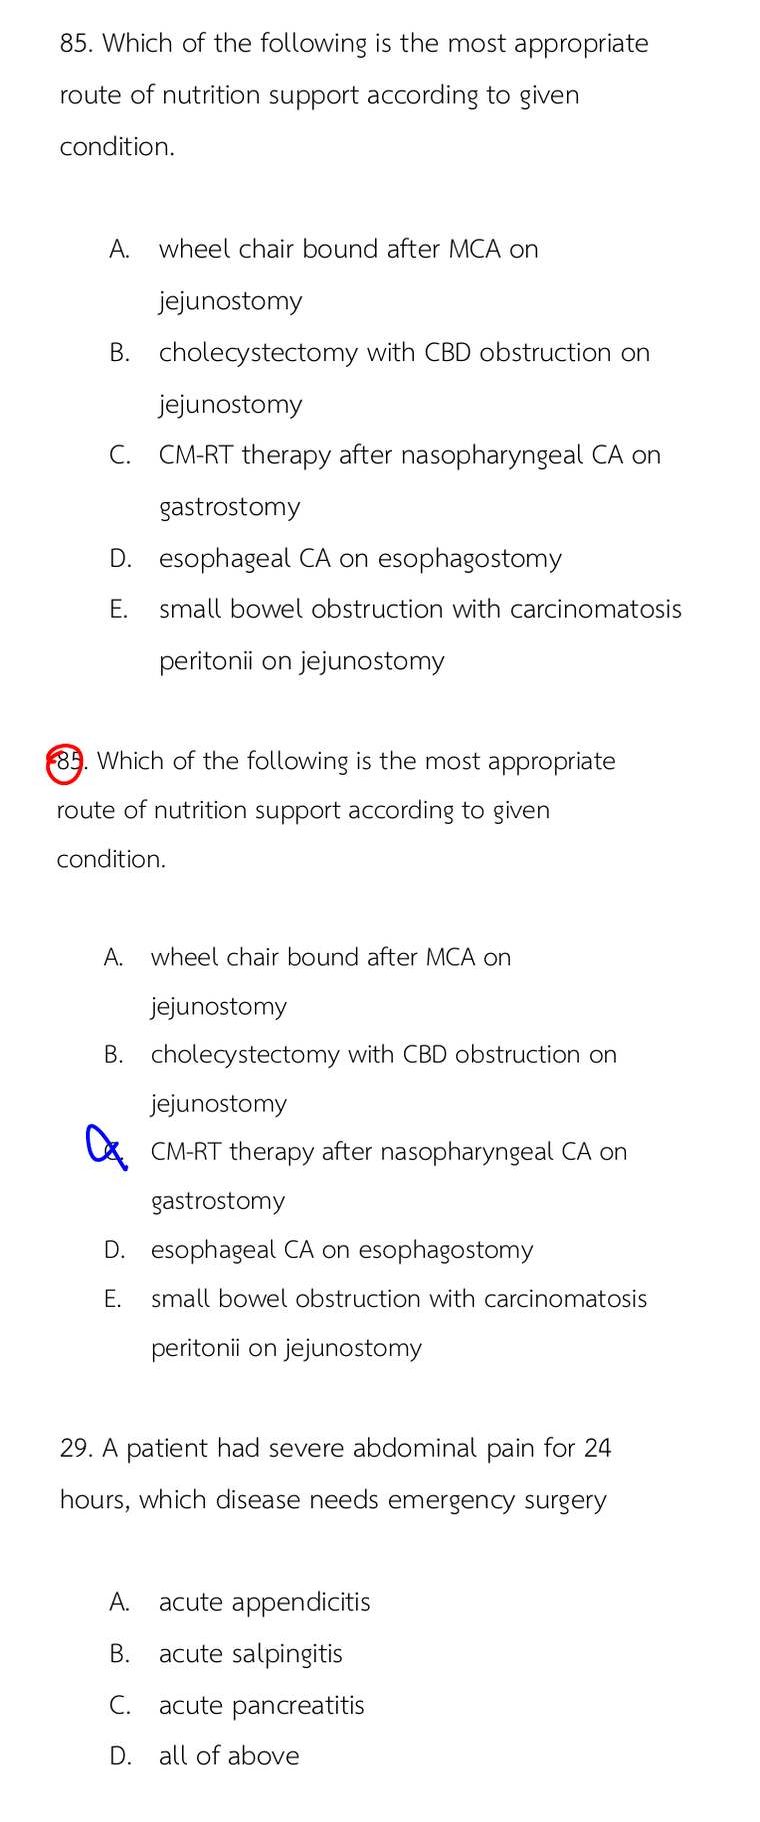 85. Which of the following is the most appropriate
route of nutrition support according to given
condition.
A. wheel chair bound after MCA on
jejunostomy
B. cholecystectomy with CBD obstruction on
jejunostomy
C. CM-RT therapy after nasopharyngeal CA on
gastrostomy
D. esophageal CA on esophagostomy
E. small bowel obstruction with carcinomatosis
peritonii on jejunostomy
85. Which of the following is the most appropriate
route of nutrition support according to given
condition.
A. wheel chair bound after MCA on
jejunostomy
B. cholecystectomy with CBD obstruction on
jejunostomy
CM-RT therapy after nasopharyngeal CA on
gastrostomy
D. esophageal CA on esophagostomy
E. small bowel obstruction with carcinomatosis
peritonii on jejunostomy
29. A patient had severe abdominal pain for 24
hours, which disease needs emergency surgery
A. acute appendicitis
B. acute salpingitis
C. acute pancreatitis
D. all of above